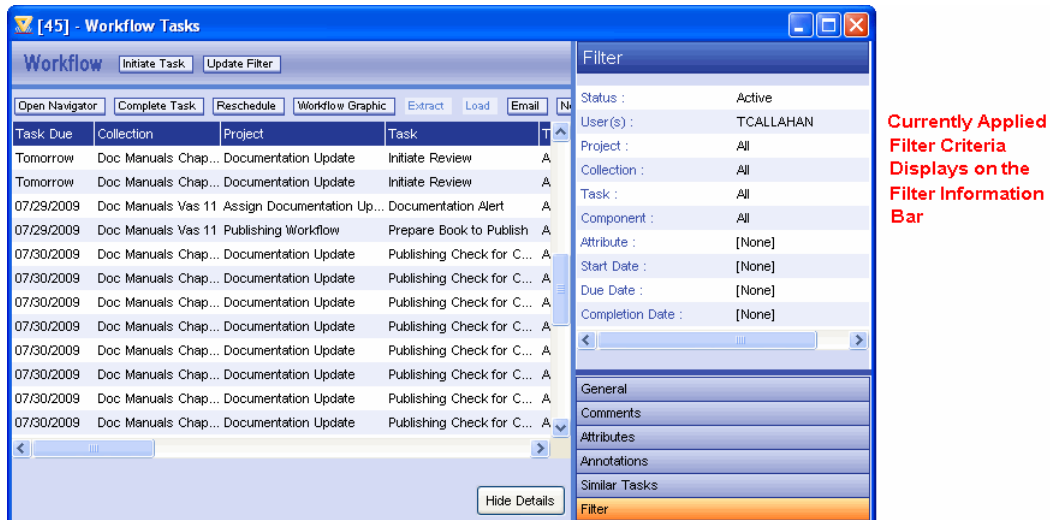 [45] - Workflow Tasks
Workflow Initiate Task Update Filter
Open Navigator Complete Task Reschedule Workflow Graphic Extract Load Email
Task Due Collection Project Task T
Tomorrow Doc Manuals Chap... Documentation Update Initiate Review A
Tomorrow Doc Manuals Chap... Documentation Update Initiate Review A
07/29/2009 Doc Manuals Vas 11 Assign Documentation Up... Documentation Alert A
07/29/2009 Doc Manuals Vas 11 Publishing Workflow Prepare Book to Publish A
07/30/2009 Doc Manuals Chap... Documentation Update Publishing Check for C... A
07/30/2009 Doc Manuals Chap... Documentation Update Publishing Check for C... A
07/30/2009 Doc Manuals Chap... Documentation Update Publishing Check for C... A
07/30/2009 Doc Manuals Chap... Documentation Update Publishing Check for C... A
07/30/2009 Doc Manuals Chap... Documentation Update Publishing Check for C... A
07/30/2009 Doc Manuals Chap... Documentation Update Publishing Check for C... A
07/30/2009 Doc Manuals Chap... Documentation Update Publishing Check for C... A
07/30/2009 Doc Manuals Chap... Documentation Update Publishing Check for C... A
Hide Details
Filter
Status : Active
User(s) : TCALLAHAN
Project : All
Collection : All
Task : All
Component : All
Attribute : [None]
Start Date : [None]
Due Date : [None]
Completion Date : [None]
General
Comments
Attributes
Annotations
Similar Tasks
Filter
Currently Applied
Filter Criteria
Displays on the
Filter Information
Bar